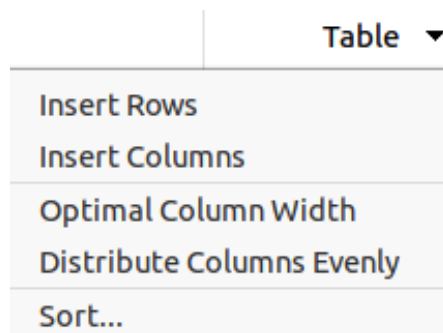 Table
Insert Rows
Insert Columns
Optimal Column Width
Distribute Columns Evenly
Sort...